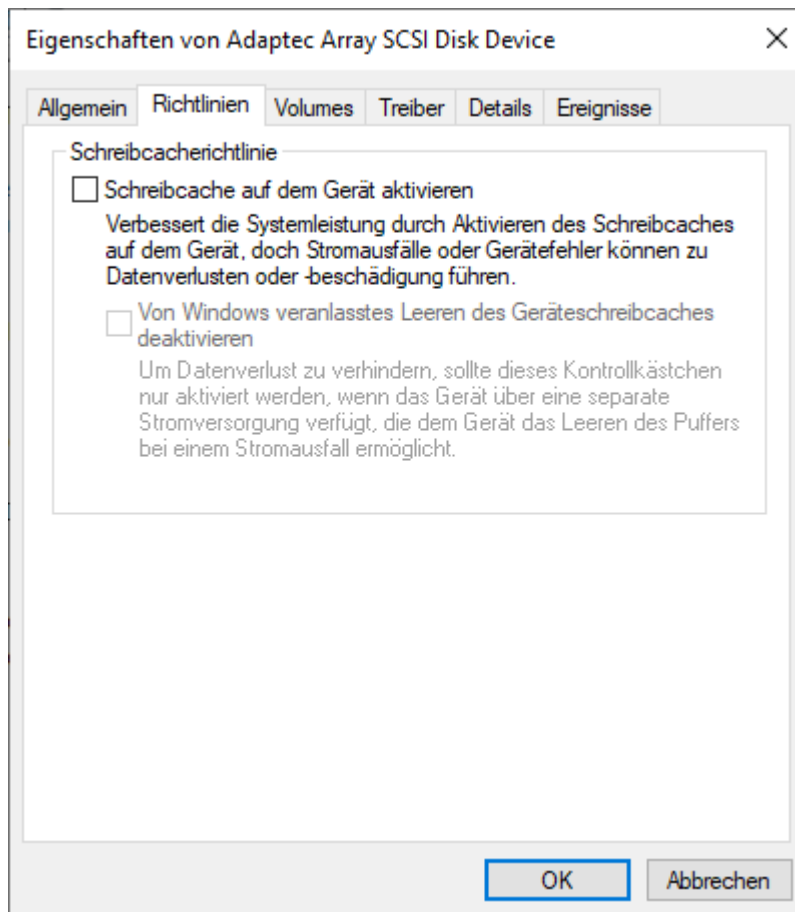 Eigenschaften von Adaptec Array SCSI Disk Device
Allgemein Richtlinien Volumes Treiber Details Ereignisse
Schreibcacherichtlinie
Schreibcache auf dem Gerät aktivieren
Verbessert die Systemleistung durch Aktivieren des Schreibcaches
auf dem Gerät, doch Stromausfälle oder Gerätefehler können zu
Datenverlusten oder -beschädigung führen.
Von Windows veranlasstes Leeren des Geräteschreibcaches
deaktivieren
Um Datenverlust zu verhindern, sollte dieses Kontrollkästchen
nur aktiviert werden, wenn das Gerät über eine separate
Stromversorgung verfügt, die dem Gerät das Leeren des Puffers
bei einem Stromausfall ermöglicht.
OK Abbrechen